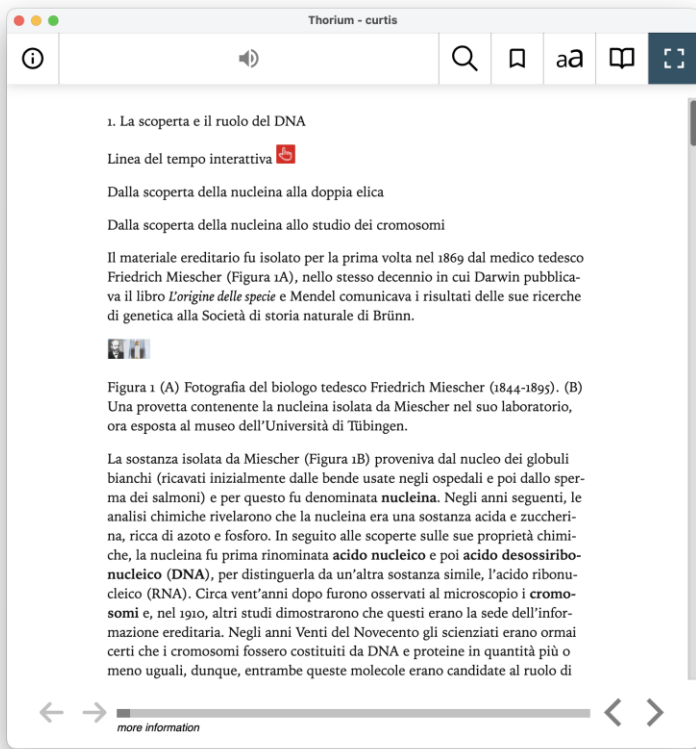 Thorium - curtis
aa
1. La scoperta e il ruolo del DNA
Linea del tempo interattiva
Dalla scoperta della nucleina alla doppia elica
Dalla scoperta della nucleina allo studio dei cromosomi
Il materiale ereditario fu isolato per la prima volta nel 1869 dal medico tedesco
Friedrich Miescher (Figura 1A), nello stesso decennio in cui Darwin pubblica-
va il libro L'origine delle specie e Mendel comunicava i risultati delle sue ricerche
di genetica alla Società di storia naturale di Brünn.
Figura 1 (A) Fotografia del biologo tedesco Friedrich Miescher (1844-1895). (B)
Una provetta contenente la nucleina isolata da Miescher nel suo laboratorio,
ora esposta al museo dell'Università di Tübingen.
La sostanza isolata da Miescher (Figura 1B) proveniva dal nucleo dei globuli
bianchi (ricavati inizialmente dalle bende usate negli ospedali e poi dallo sper-
ma dei salmoni) e per questo fu denominata nucleina. Negli anni seguenti, le
analisi chimiche rivelarono che la nucleina era una sostanza acida e zuccheri-
na, ricca di azoto e fosforo. In seguito alle scoperte sulle sue proprietà chimi-
che, la nucleina fu prima rinominata acido nucleico e poi acido desossiribo-
nucleico (DNA), per distinguerla da un'altra sostanza simile, l'acido ribonu-
cleico (RNA). Circa vent'anni dopo furono osservati al microscopio i cromo-
somi e, nel 1910, altri studi dimostrarono che questi erano la sede dell'infor-
mazione ereditaria. Negli anni Venti del Novecento gli scienziati erano ormai
certi che i cromosomi fossero costituiti da DNA e proteine in quantità più o
meno uguali, dunque, entrambe queste molecole erano candidate al ruolo di
more information